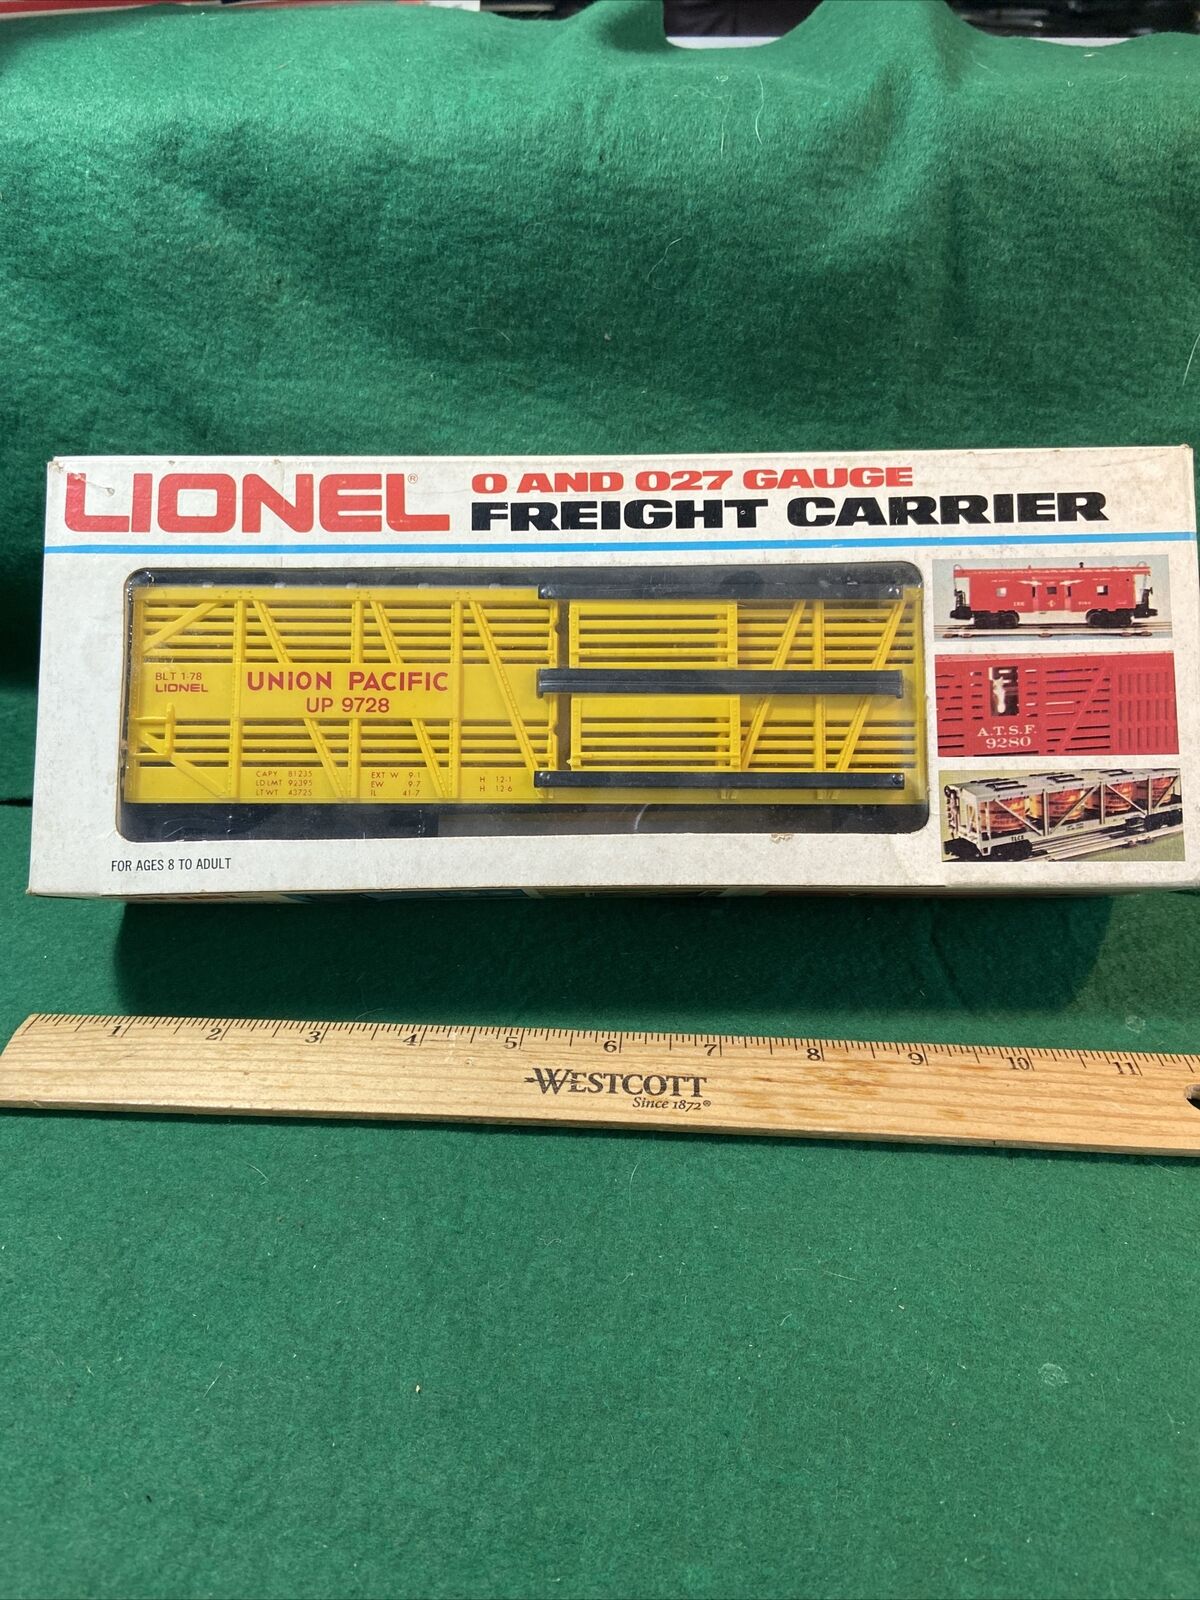 LIONEL®
O AND O27 GAUGE
FREIGHT CARRIER
BLT 1-78
LIONEL
UNION PACIFIC
UP 9728
CAPY 81235
LD LMT 92395
LT WT 43725
EXT W 9-1
EW 9-7
IL 41-7
H 12-1
H 12-6
A.T.S.F.
9280
TLCX
FOR AGES 8 TO ADULT
1 2 3 4 5 6 7 8 9 10 11
WESTCOTT
Since 1872®